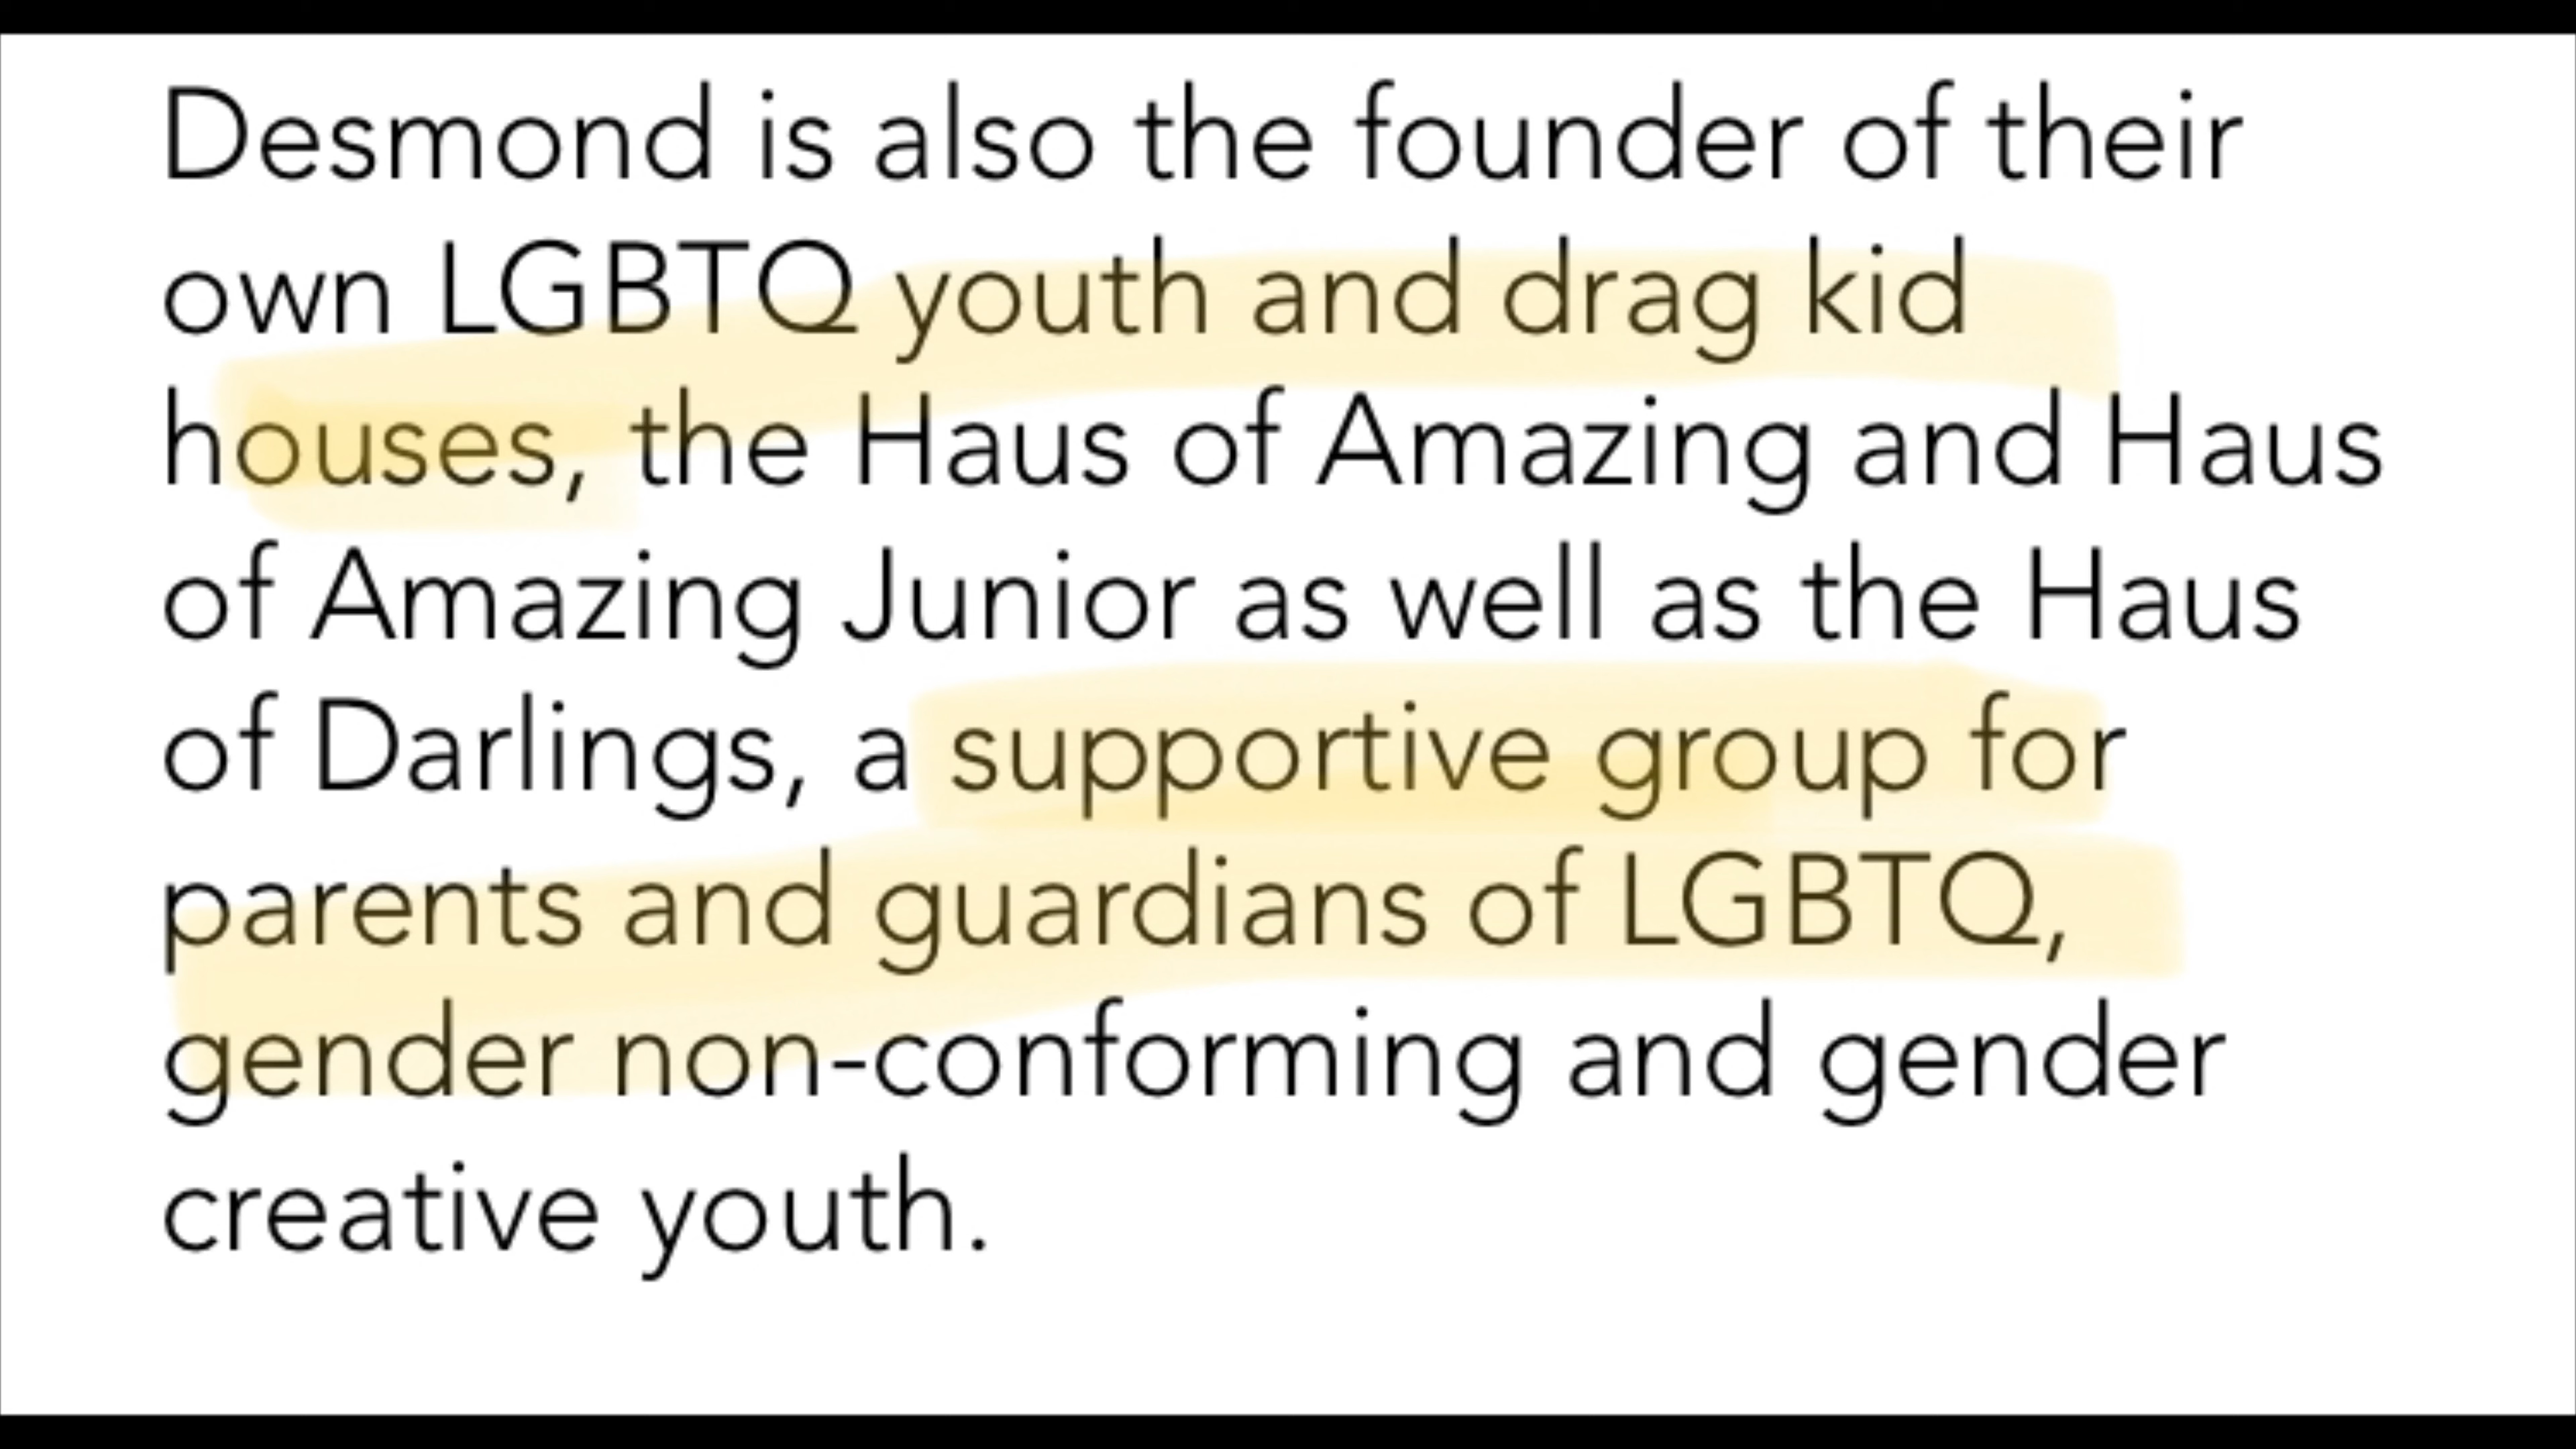 Desmond is also the founder of their
own LGBTQ youth and drag kid
houses, the Haus of Amazing and Haus
of Amazing Junior as well as the Haus
of Darlings, a supportive group for
parents and guardians of LGBTQ,
gender non-conforming and gender
creative youth.